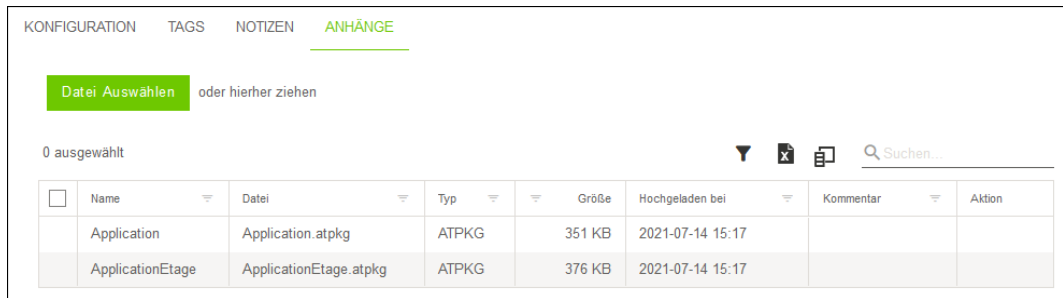 KONFIGURATION TAGS NOTIZEN ANHÄNGE
Datei Auswählen oder hierher ziehen
0 ausgewählt Suchen...
Name Datei Typ Größe Hochgeladen bei Kommentar Aktion
Application Application.atpkg ATPKG 351 KB 2021-07-14 15:17
ApplicationEtage ApplicationEtage.atpkg ATPKG 376 KB 2021-07-14 15:17